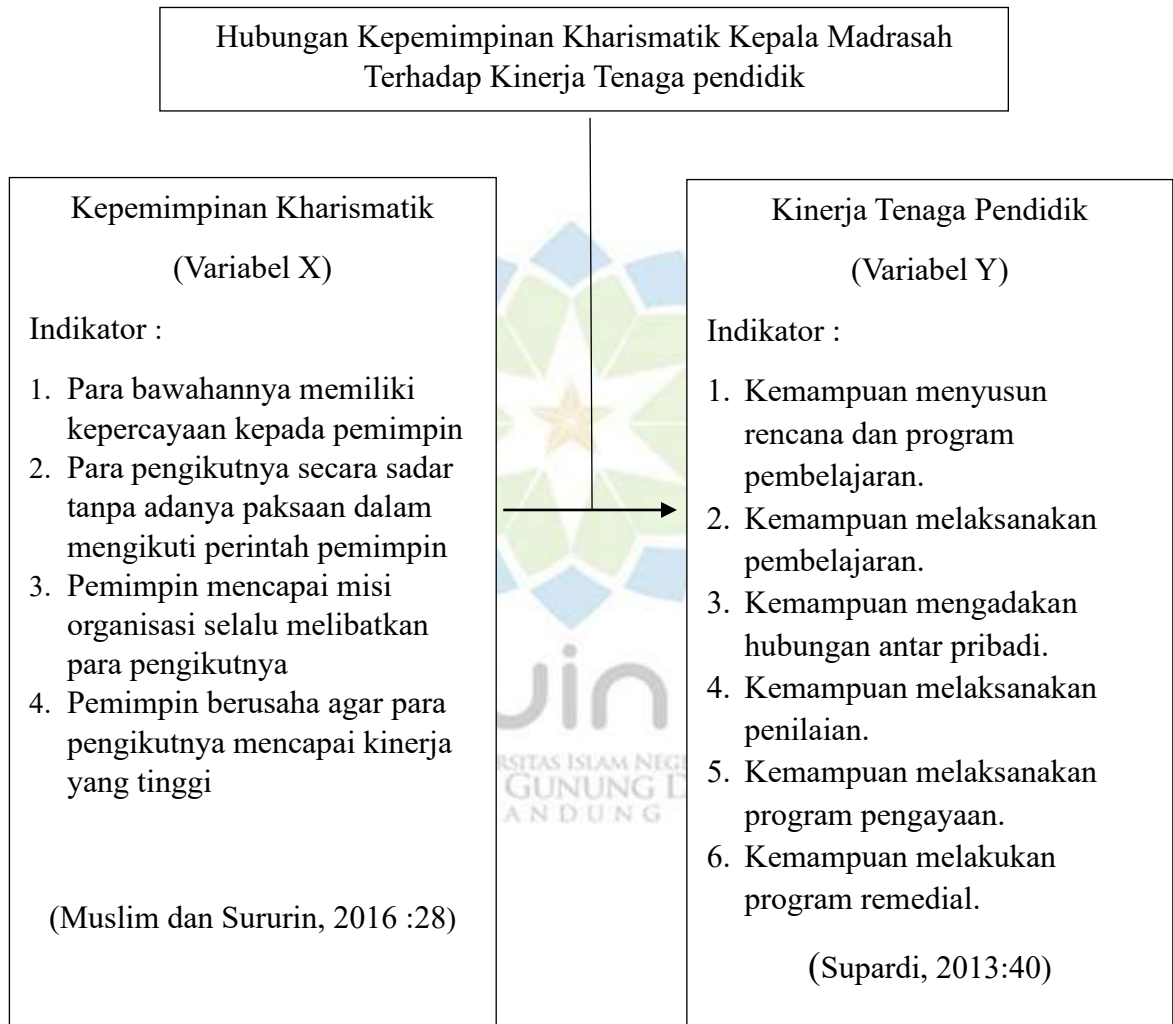 Hubungan Kepemimpinan Kharismatik Kepala Madrasah
Terhadap Kinerja Tenaga pendidik
Kepemimpinan Kharismatik
(Variabel X)
Indikator :
1. Para bawahannya memiliki
kepercayaan kepada pemimpin
2. Para pengikutnya secara sadar
tanpa adanya paksaan dalam
mengikuti perintah pemimpin
3. Pemimpin mencapai misi
organisasi selalu melibatkan
para pengikutnya
4. Pemimpin berusaha agar para
pengikutnya mencapai kinerja
yang tinggi
(Muslim dan Sururin, 2016 :28)
Kinerja Tenaga Pendidik
(Variabel Y)
Indikator :
1. Kemampuan menyusun
rencana dan program
pembelajaran.
2. Kemampuan melaksanakan
pembelajaran.
3. Kemampuan mengadakan
hubungan antar pribadi.
4. Kemampuan melaksanakan
penilaian.
5. Kemampuan melaksanakan
program pengayaan.
6. Kemampuan melakukan
program remedial.
(Supardi, 2013:40)
uin
ISLAM
GUNUNG